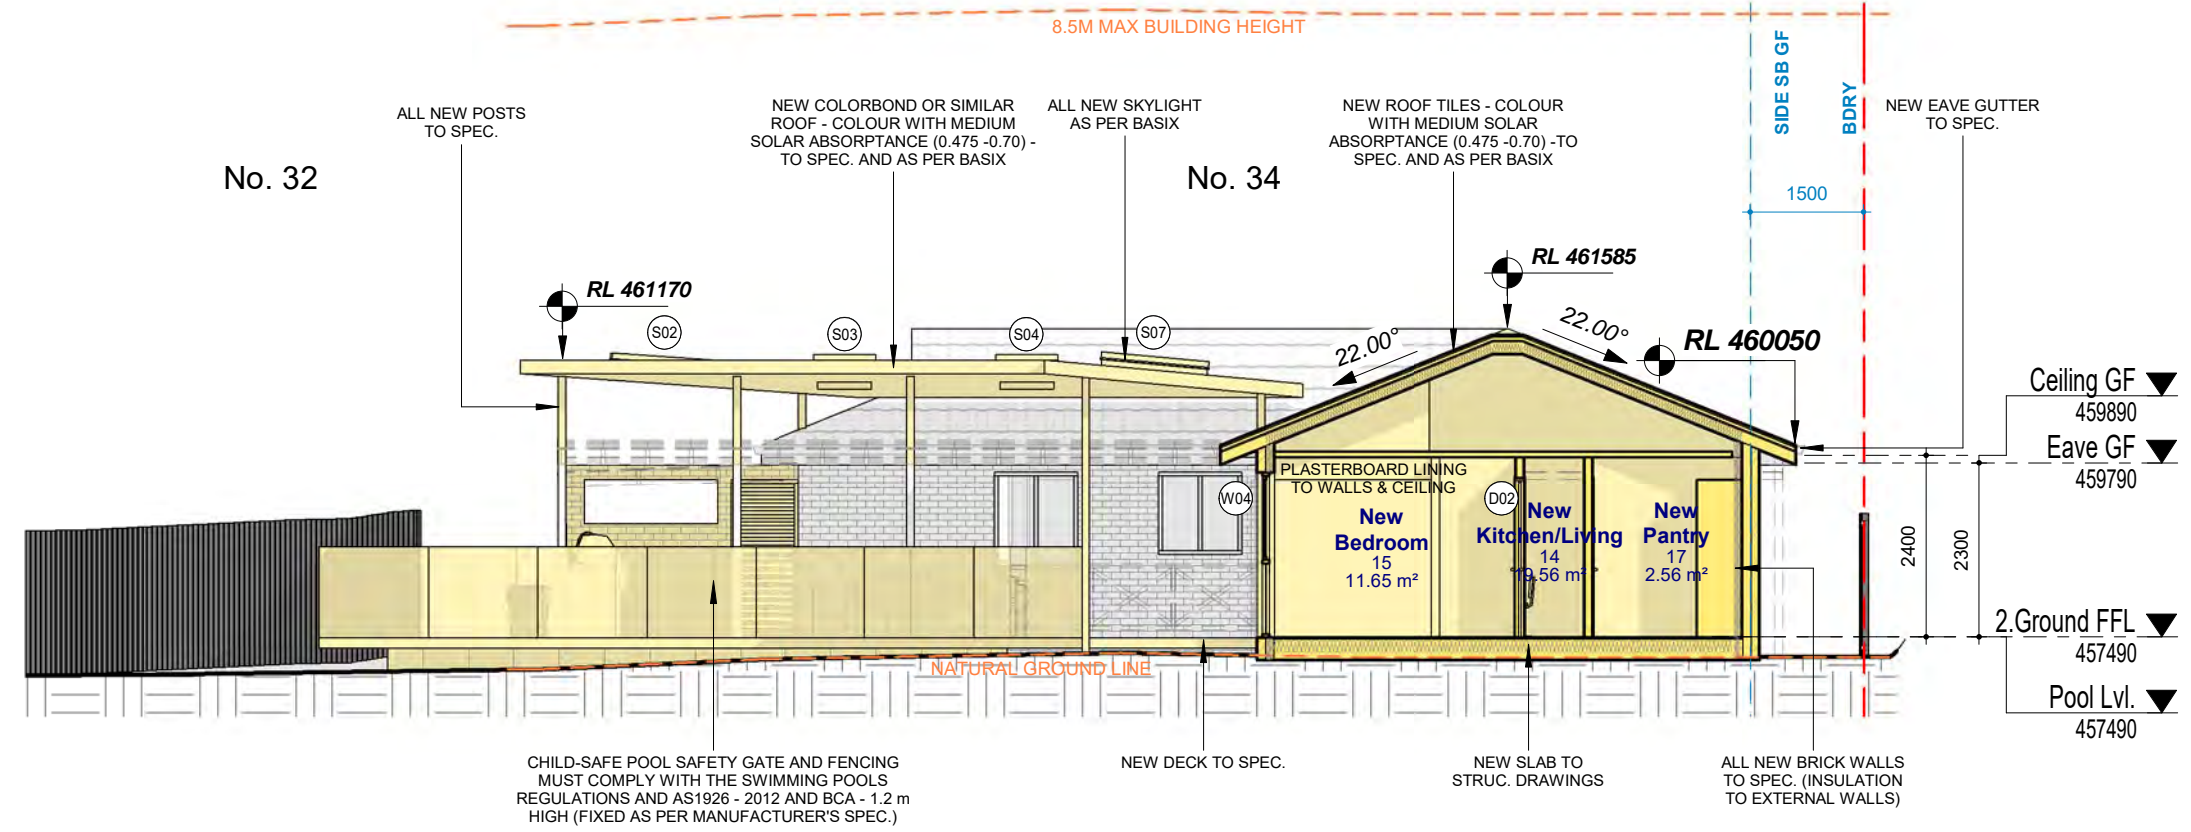 8.5M MAX BUILDING HEIGHT
SIDE SB GF
BDRY
ALL NEW POSTS
TO SPEC.
NEW COLORBOND OR SIMILAR
ROOF - COLOUR WITH MEDIUM
SOLAR ABSORPTANCE (0.475 -0.70) -
TO SPEC. AND AS PER BASIX
ALL NEW SKYLIGHT
AS PER BASIX
NEW ROOF TILES - COLOUR
WITH MEDIUM SOLAR
ABSORPTANCE (0.475 -0.70) -TO
SPEC. AND AS PER BASIX
NEW EAVE GUTTER
TO SPEC.
No. 32
No. 34
1500
RL 461170
RL 461585
RL 460050
S02
S03
S04
S07
22.00°
22.00°
Ceiling GF
459890
Eave GF
459790
PLASTERBOARD LINING
TO WALLS & CEILING
W04
D02
New
Bedroom
15
11.65 m²
New
Kitchen/Living
14
19.56 m²
New
Pantry
17
2.56 m²
2400
2300
2.Ground FFL
457490
NATURAL GROUND LINE
Pool Lvl.
457490
CHILD-SAFE POOL SAFETY GATE AND FENCING
MUST COMPLY WITH THE SWIMMING POOLS
REGULATIONS AND AS1926 - 2012 AND BCA - 1.2 m
HIGH (FIXED AS PER MANUFACTURER'S SPEC.)
NEW DECK TO SPEC.
NEW SLAB TO
STRUC. DRAWINGS
ALL NEW BRICK WALLS
TO SPEC. (INSULATION
TO EXTERNAL WALLS)